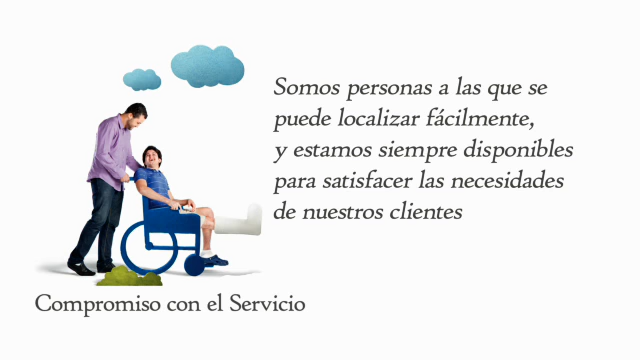 Somos personas a las que se
puede localizar fácilmente,
y estamos siempre disponibles
para satisfacer las necesidades
de nuestros clientes
Compromiso con el Servicio